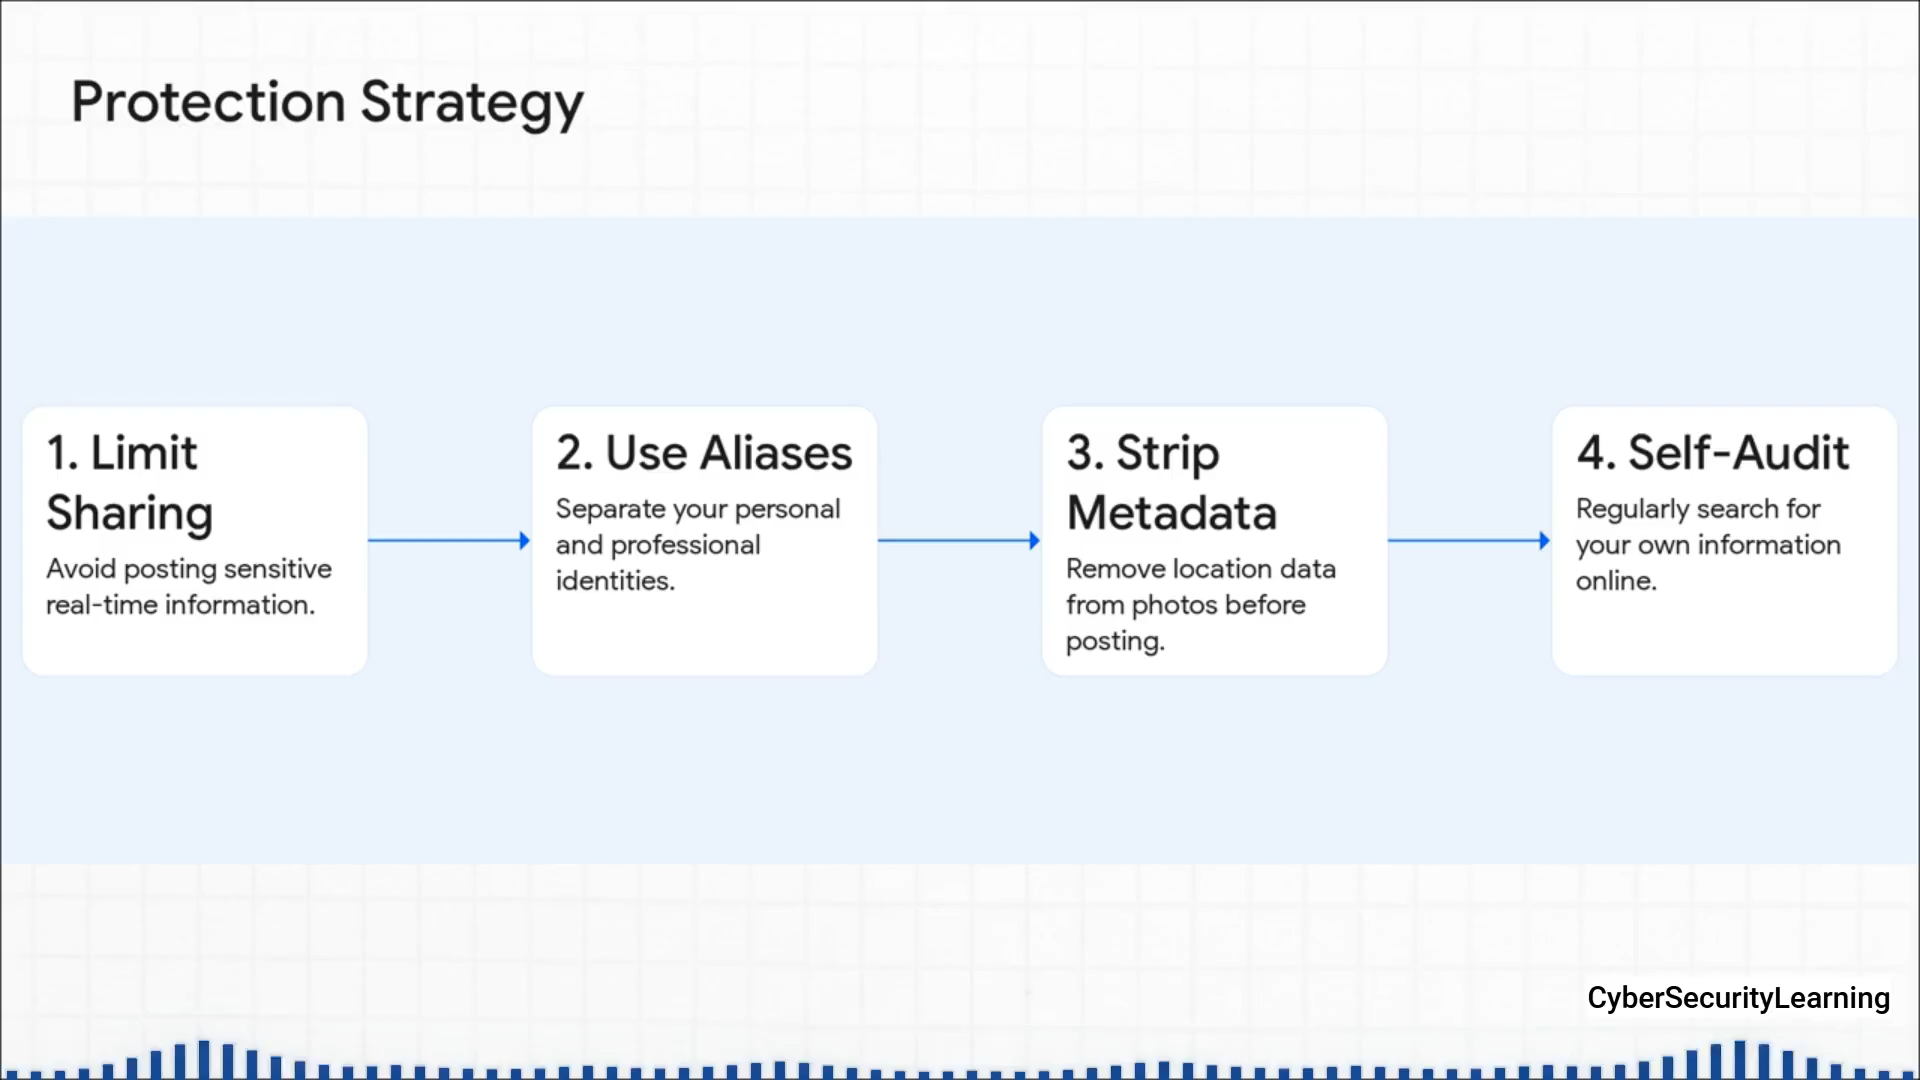 Protection Strategy
1. Limit
Sharing
Avoid posting sensitive
real-time information.
2. Use Aliases
Separate your personal
and professional
identities.
3. Strip
Metadata
Remove location data
from photos before
posting.
4. Self-Audit
Regularly search for
your own information
online.
CyberSecurityLearning